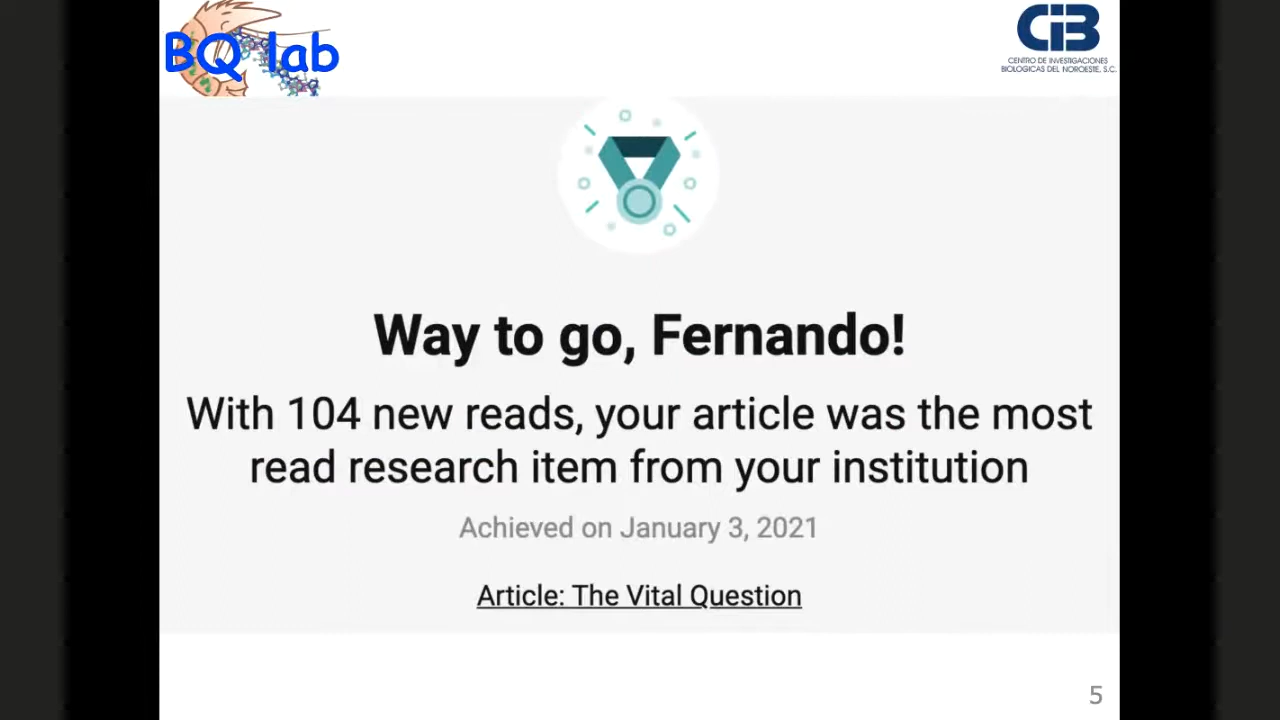 BQ lab
CIB
CENTRO DE INVESTIGACIONES
BIOLÓGICAS DEL NOROESTE, S.C.
Way to go, Fernando!
With 104 new reads, your article was the most
read research item from your institution
Achieved on January 3, 2021
Article: The Vital Question
5